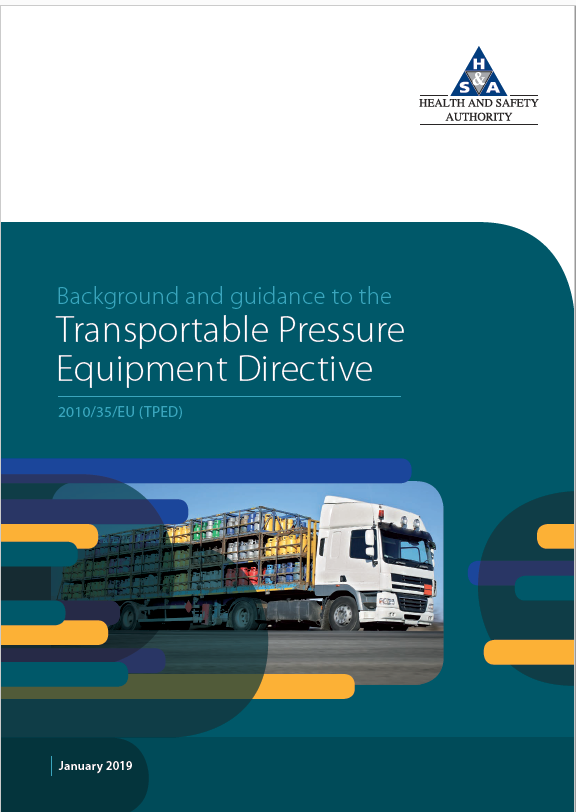 H
& 
S A
HEALTH AND SAFETY
AUTHORITY
Background and guidance to the
Transportable Pressure
Equipment Directive
2010/35/EU (TPED)
January 2019